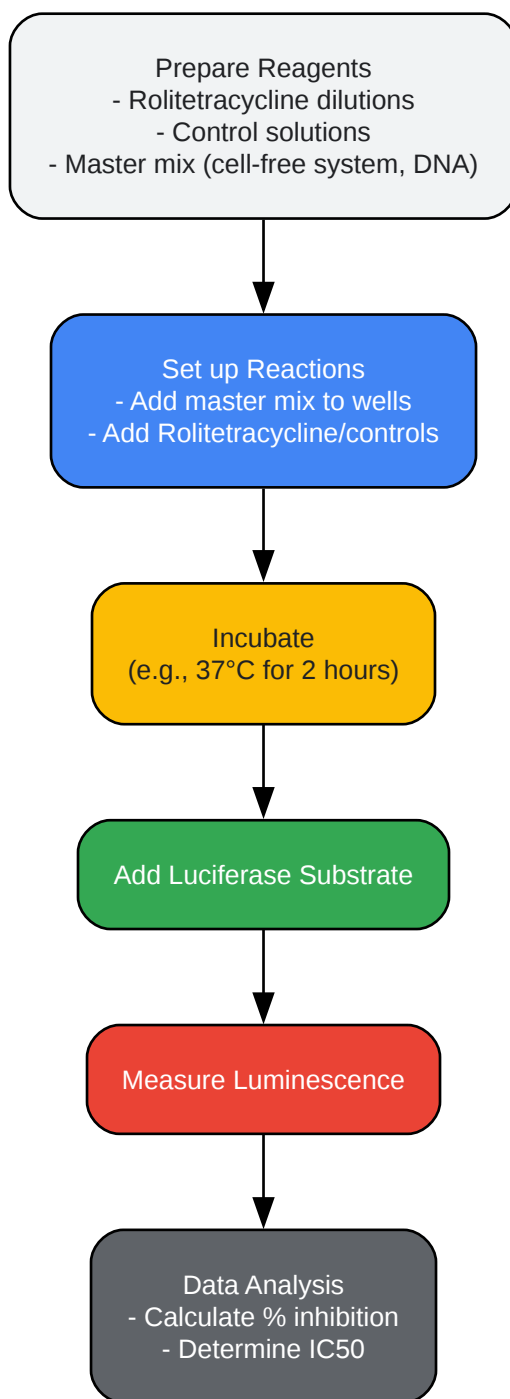 Prepare Reagents
- Rolitetracycline dilutions
- Control solutions
- Master mix (cell-free system, DNA)
Set up Reactions
- Add master mix to wells
- Add Rolitetracycline/controls
Incubate
(e.g., 37°C for 2 hours)
Add Luciferase Substrate
Measure Luminescence
Data Analysis
- Calculate % inhibition
- Determine IC50